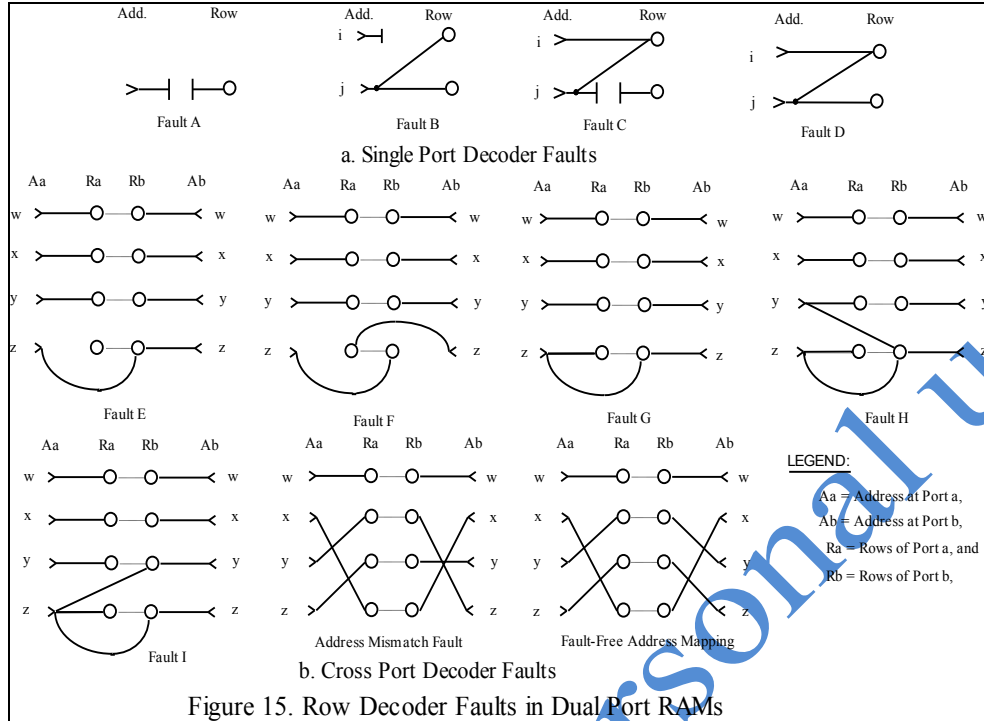 Add. Row
Add. Row
Add. Row
Add. Row
i
j
i
j
i
j
Fault A
Fault B
Fault C
Fault D
a. Single Port Decoder Faults
Aa Ra Rb Ab
Aa Ra Rb Ab
Aa Ra Rb Ab
Aa Ra Rb Ab
w w w w w w w w
x x x x x x x x
y y y y y y y y
z z z z z z z z
Fault E
Fault F
Fault G
Fault H
Aa Ra Rb Ab
Aa Ra Rb Ab
Aa Ra Rb Ab
w w w w w w
x x x x x x
y y y y y y
z z z z z z
Fault I
Address Mismatch Fault
Fault-Free Address Mapping
LEGEND:
Aa = Address at Port a,
Ab = Address at Port b,
Ra = Rows of Port a, and
Rb = Rows of Port b,
b. Cross Port Decoder Faults
Figure 15. Row Decoder Faults in Dual Port RAMs
rsonal u